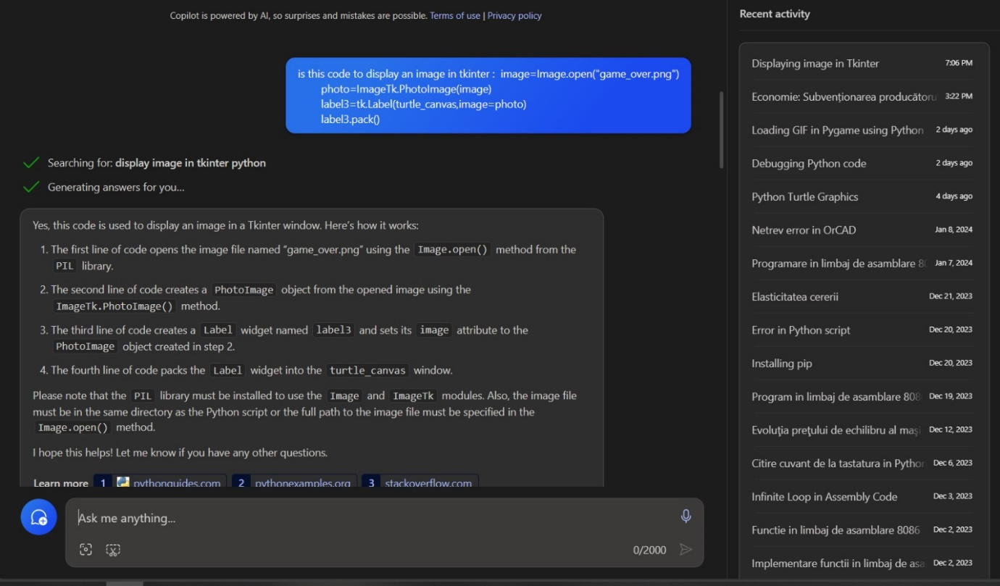 Copilot is powered by AI, so surprises and mistakes are possible. Terms of use | Privacy policy
is this code to display an image in tkinter : image=Image.open("game_over.png")
photo=ImageTk.PhotoImage(image)
label3=tk.Label(turtle_canvas,image=photo)
label3.pack()
Searching for: display image in tkinter python
Generating answers for you...
Yes, this code is used to display an image in a Tkinter window. Here's how it works:
1. The first line of code opens the image file named "game_over.png" using the Image.open() method from the
PIL library.
2. The second line of code creates a PhotoImage object from the opened image using the
ImageTk.PhotoImage() method.
3. The third line of code creates a Label widget named label3 and sets its image attribute to the
PhotoImage object created in step 2.
4. The fourth line of code packs the Label widget into the turtle_canvas window.
Please note that the PIL library must be installed to use the Image and ImageTk modules. Also, the image file
must be in the same directory as the Python script or the full path to the image file must be specified in the
Image.open() method.
I hope this helps! Let me know if you have any other questions.
Learn more 1 pythonguides.com 2 pythonexamples.org 3 stackoverflow.com
Ask me anything...
0/2000
Recent activity
Displaying image in Tkinter 7:06 PM
Economie: Subvenționarea producătoru 3:22 PM
Loading GIF in Pygame using Python 2 days ago
Debugging Python code 2 days ago
Python Turtle Graphics 4 days ago
Netrev error in OrCAD Jan 8, 2024
Programare in limbaj de asamblare 8 Jan 7, 2024
Elasticitatea cererii Dec 21, 2023
Error in Python script Dec 20, 2023
Installing pip Dec 20, 2023
Program in limbaj de asamblare 808 Dec 19, 2023
Evoluţia preţului de echilibru al maşi Dec 12, 2023
Citire cuvant de la tastatura in Python Dec 6, 2023
Infinite Loop in Assembly Code Dec 3, 2023
Functie in limbaj de asamblare 8086 Dec 2, 2023
Implementare functii in limbaj de asa Dec 2, 2023